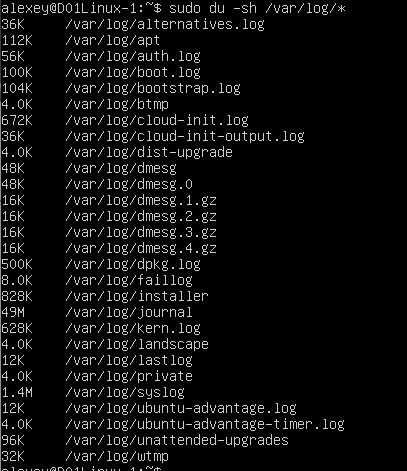 alexey@DO1Linux-1:~$ sudo du -sh /var/log/*
36K /var/log/alternatives.log
112K /var/log/apt
56K /var/log/auth.log
100K /var/log/boot.log
104K /var/log/bootstrap.log
4.0K /var/log/btmp
672K /var/log/cloud-init.log
36K /var/log/cloud-init-output.log
4.0K /var/log/dist-upgrade
48K /var/log/dmesg
48K /var/log/dmesg.0
16K /var/log/dmesg.1.gz
16K /var/log/dmesg.2.gz
16K /var/log/dmesg.3.gz
16K /var/log/dmesg.4.gz
500K /var/log/dpkg.log
8.0K /var/log/faillog
828K /var/log/installer
49M /var/log/journal
628K /var/log/kern.log
4.0K /var/log/landscape
12K /var/log/lastlog
4.0K /var/log/private
1.4M /var/log/syslog
12K /var/log/ubuntu-advantage.log
4.0K /var/log/ubuntu-advantage-timer.log
96K /var/log/unattended-upgrades
32K /var/log/wtmp